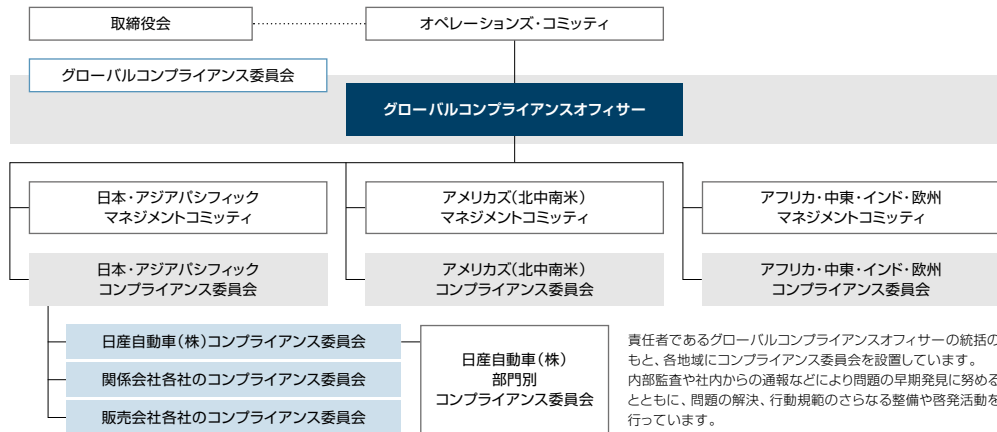 取締役会
オペレーションズ・コミッティ
グローバルコンプライアンス委員会
グローバルコンプライアンスオフィサー
日本・アジアパシフィック
マネジメントコミッティ
アメリカズ(北中南米)
マネジメントコミッティ
アフリカ・中東・インド・欧州
マネジメントコミッティ
日本・アジアパシフィック
コンプライアンス委員会
アメリカズ(北中南米)
コンプライアンス委員会
アフリカ・中東・インド・欧州
コンプライアンス委員会
日産自動車(株)コンプライアンス委員会
関係会社各社のコンプライアンス委員会
販売会社各社のコンプライアンス委員会
日産自動車(株)
部門別
コンプライアンス委員会
責任者であるグローバルコンプライアンスオフィサーの統括の
もと、各地域にコンプライアンス委員会を設置しています。
内部監査や社内からの通報などにより問題の早期発見に努める
とともに、問題の解決、行動規範のさらなる整備や啓発活動を
行っています。